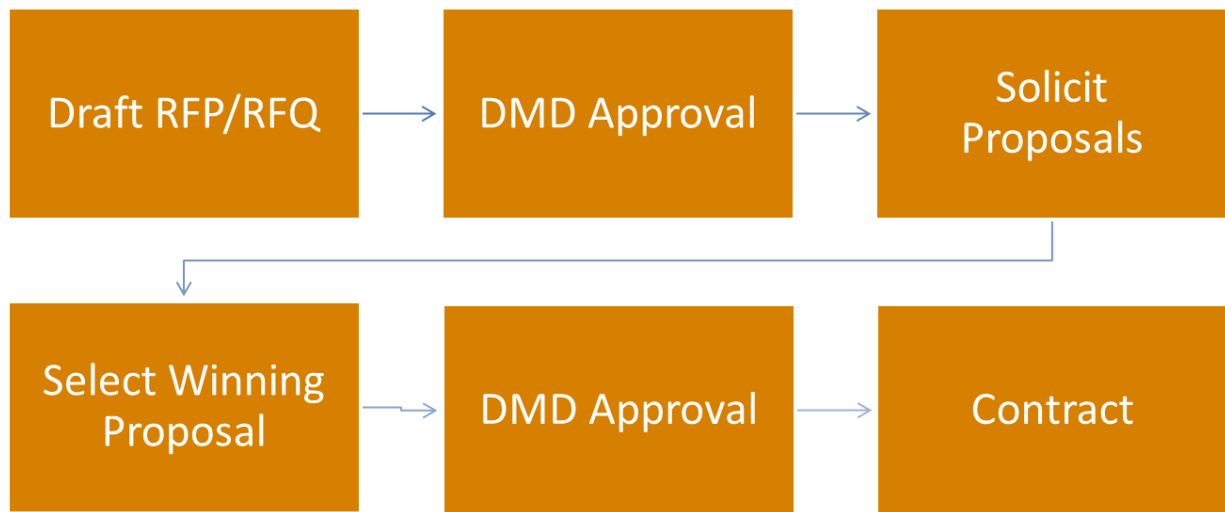 Draft RFP/RFQ
DMD Approval
Solicit
Proposals
Select Winning
Proposal
DMD Approval
Contract